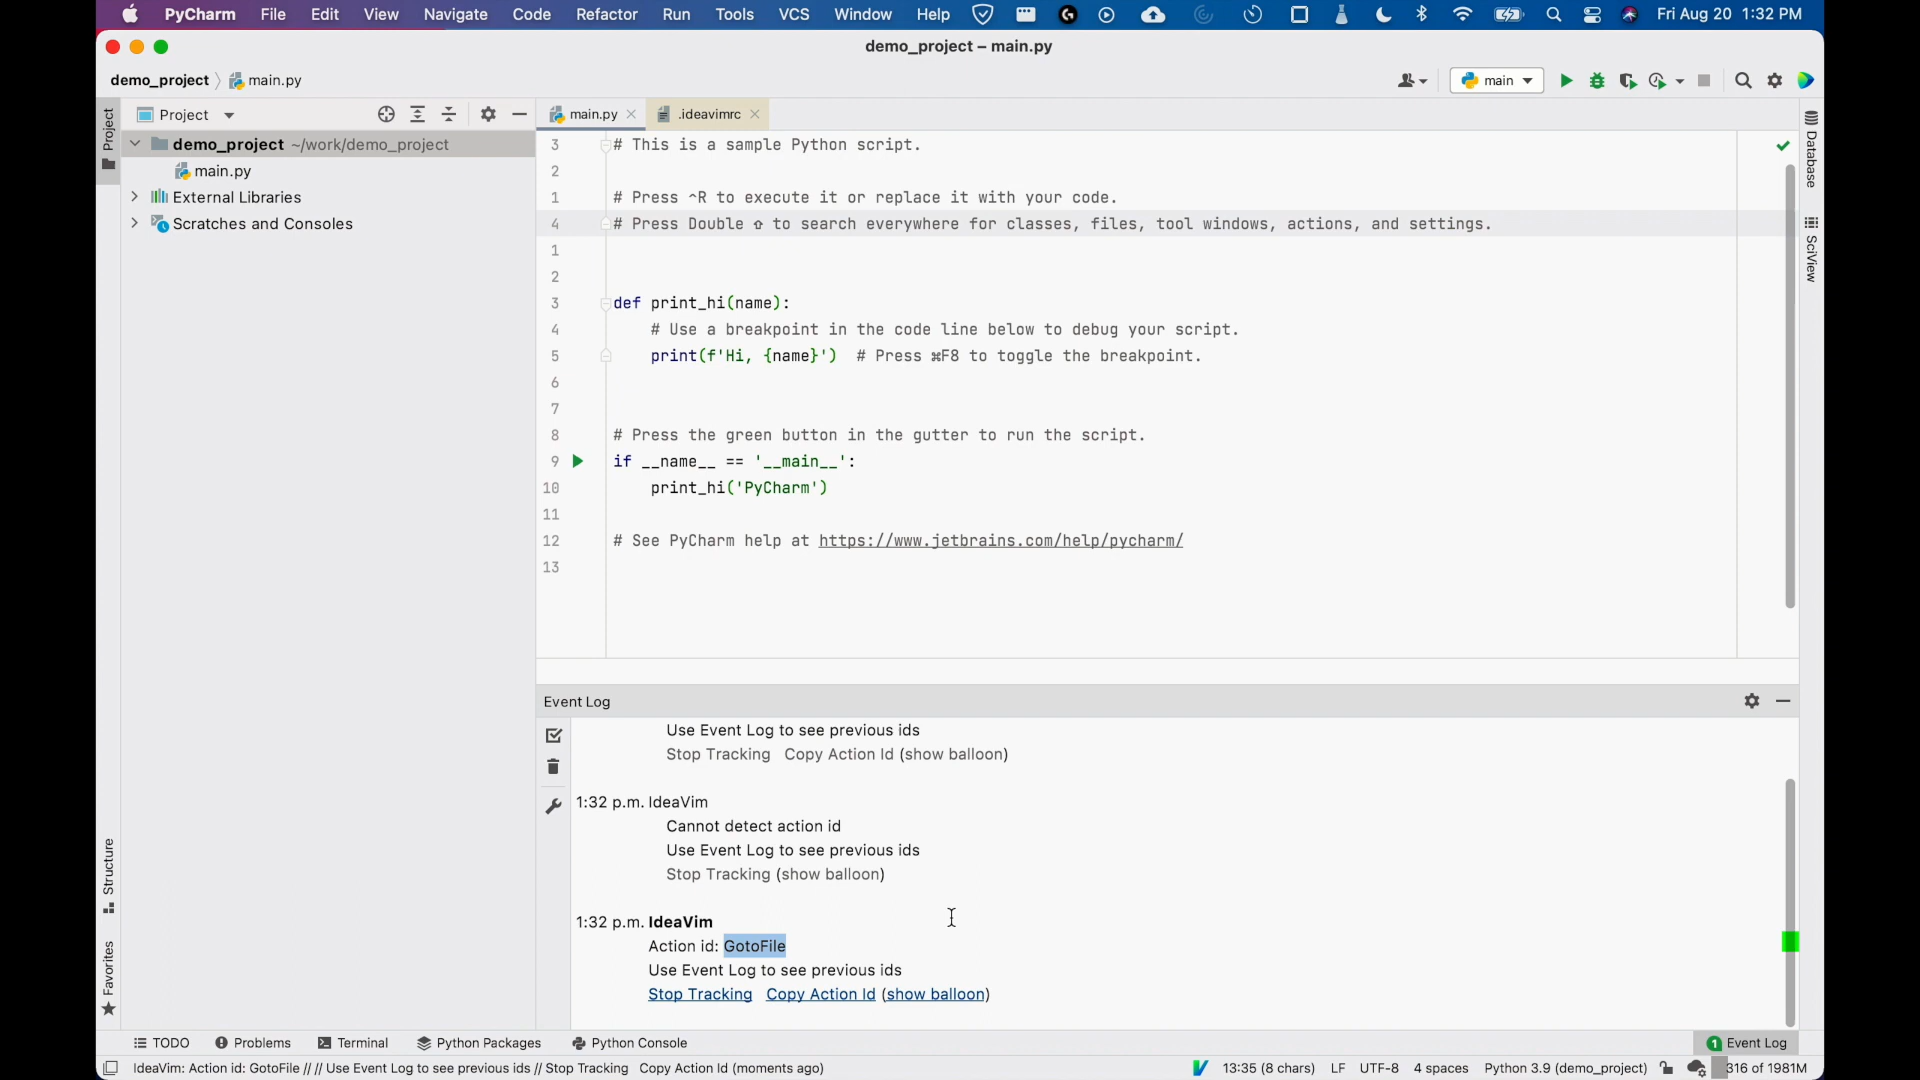 PyCharm File Edit View Navigate Code Refactor Run Tools VCS Window Help Fri Aug 20 1:32 PM
demo_project – main.py
demo_project main.py
main
Project
main.py
.ideavimrc
Project
Database
SciView
demo_project ~/work/demo_project
main.py
External Libraries
Scratches and Consoles
3 # This is a sample Python script.
2
1 # Press ⌃R to execute it or replace it with your code.
4 # Press Double ⇧ to search everywhere for classes, files, tool windows, actions, and settings.
1
2
3 def print_hi(name):
4 # Use a breakpoint in the code line below to debug your script.
5 print(f'Hi, {name}') # Press ⌘F8 to toggle the breakpoint.
6
7
8 # Press the green button in the gutter to run the script.
9 if __name__ == '__main__':
10 print_hi('PyCharm')
11
12 # See PyCharm help at https://www.jetbrains.com/help/pycharm/
13
Event Log
Use Event Log to see previous ids
Stop Tracking Copy Action Id (show balloon)
1:32 p.m. IdeaVim
Cannot detect action id
Use Event Log to see previous ids
Stop Tracking (show balloon)
1:32 p.m. IdeaVim
Action id: GotoFile
Use Event Log to see previous ids
Stop Tracking Copy Action Id (show balloon)
Structure
Favorites
TODO Problems Terminal Python Packages Python Console 1 Event Log
IdeaVim: Action id: GotoFile // // Use Event Log to see previous ids // Stop Tracking Copy Action Id (moments ago) 13:35 (8 chars) LF UTF-8 4 spaces Python 3.9 (demo_project) 316 of 1981M